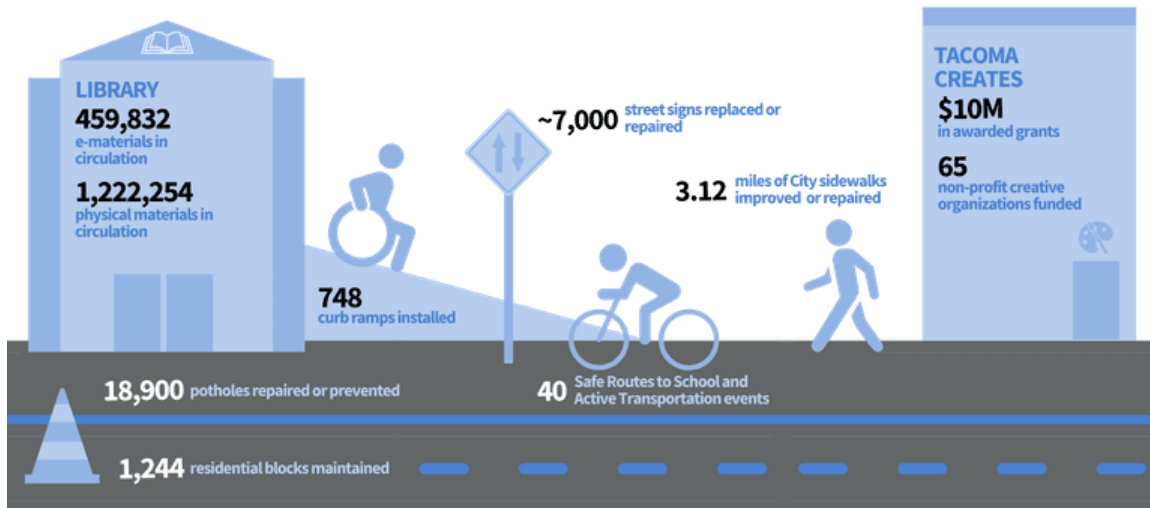 LIBRARY
459,832
e-materials in
circulation
1,222,254
physical materials in
circulation
748
curb ramps installed
~7,000 street signs replaced or
repaired
3.12 miles of City sidewalks
improved or repaired
TACOMA
CREATES
$10M
in awarded grants
65
non-profit creative
organizations funded
18,900 potholes repaired or prevented
40 Safe Routes to School and
Active Transportation events
1,244 residential blocks maintained